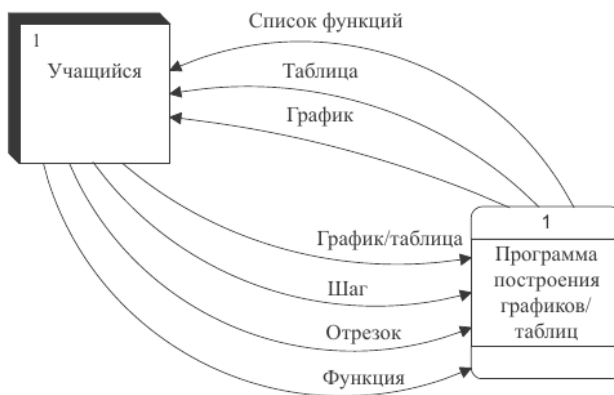 Список функций
1
Учащийся
Таблица
График
1
График/таблица
Программа
построения
графиков/
таблиц
Шаг
Отрезок
Функция